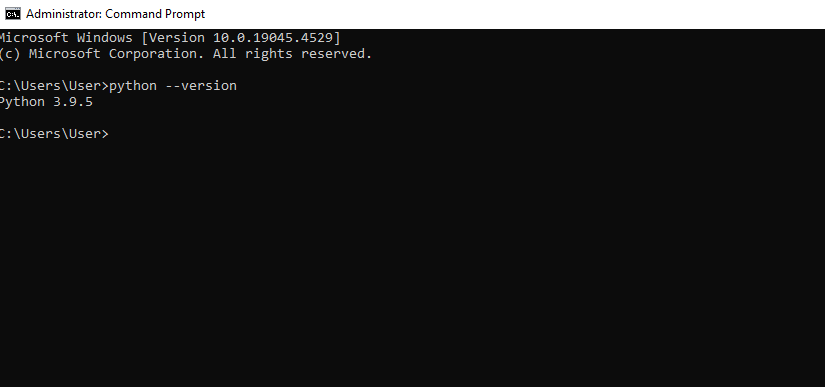 Administrator: Command Prompt
Microsoft Windows [Version 10.0.19045.4529]
(c) Microsoft Corporation. All rights reserved.
C:\Users\User>python --version
Python 3.9.5
C:\Users\User>